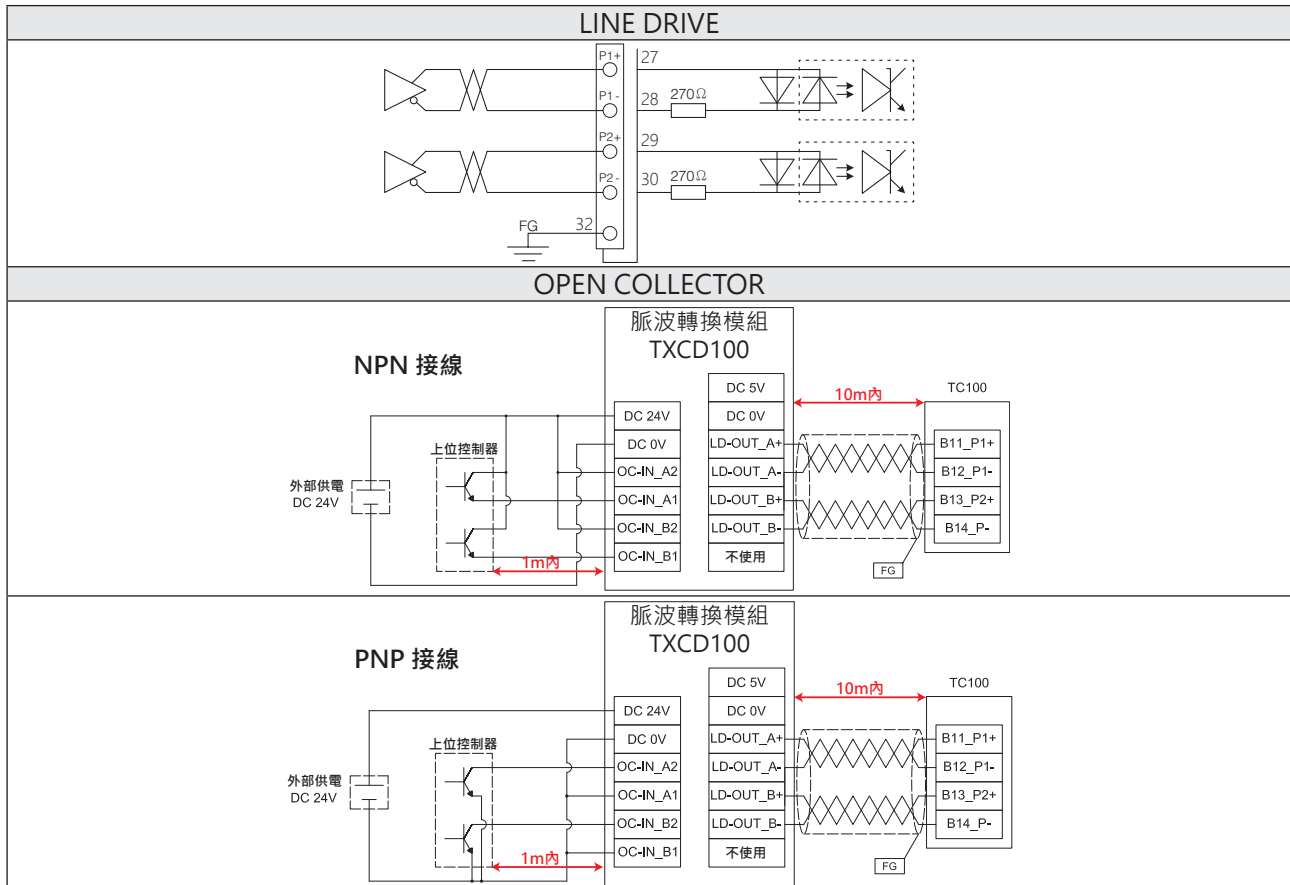 LINE DRIVE
P1+
27
P1-
28
270Ω
P2+
29
P2-
30
270Ω
FG
32
OPEN COLLECTOR
脈波轉換模組
TXCD100
NPN 接線
DC 5V
10m內
TC100
DC 24V
DC 0V
上位控制器
DC 0V
LD-OUT_A+
B11_P1+
OC-IN_A2
LD-OUT_A-
B12_P1-
外部供電
DC 24V
OC-IN_A1
LD-OUT_B+
B13_P2+
OC-IN_B2
LD-OUT_B-
B14_P-
1m內
OC-IN_B1
不使用
FG
脈波轉換模組
TXCD100
PNP 接線
DC 5V
10m內
TC100
DC 24V
DC 0V
上位控制器
DC 0V
LD-OUT_A+
B11_P1+
OC-IN_A2
LD-OUT_A-
B12_P1-
外部供電
DC 24V
OC-IN_A1
LD-OUT_B+
B13_P2+
OC-IN_B2
LD-OUT_B-
B14_P-
1m內
OC-IN_B1
不使用
FG